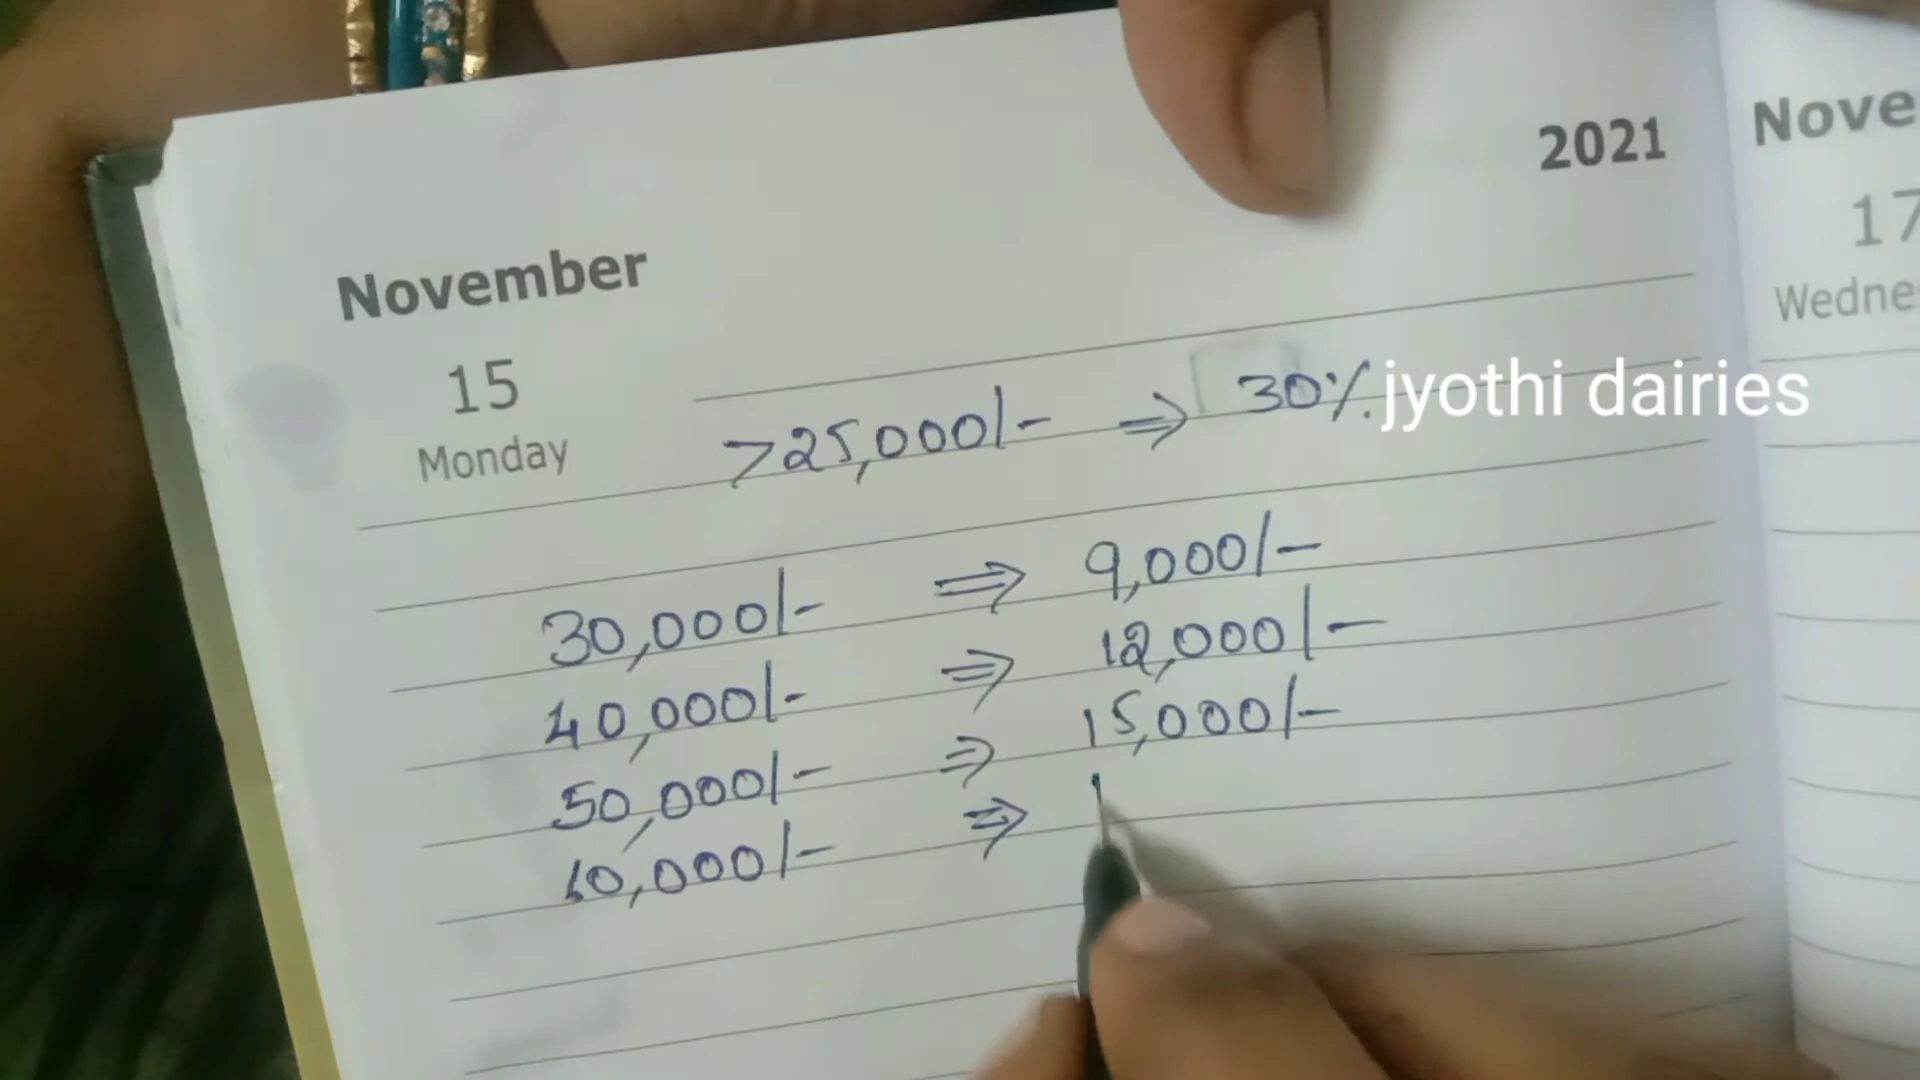 2021
November
15
Monday
>25,000/- ⇒ 30%
jyothi dairies
30,000/- ⇒ 9,000/-
40,000/- ⇒ 12,000/-
50,000/- ⇒ 15,000/-
60,000/- ⇒ 1
Nove
17
Wedne